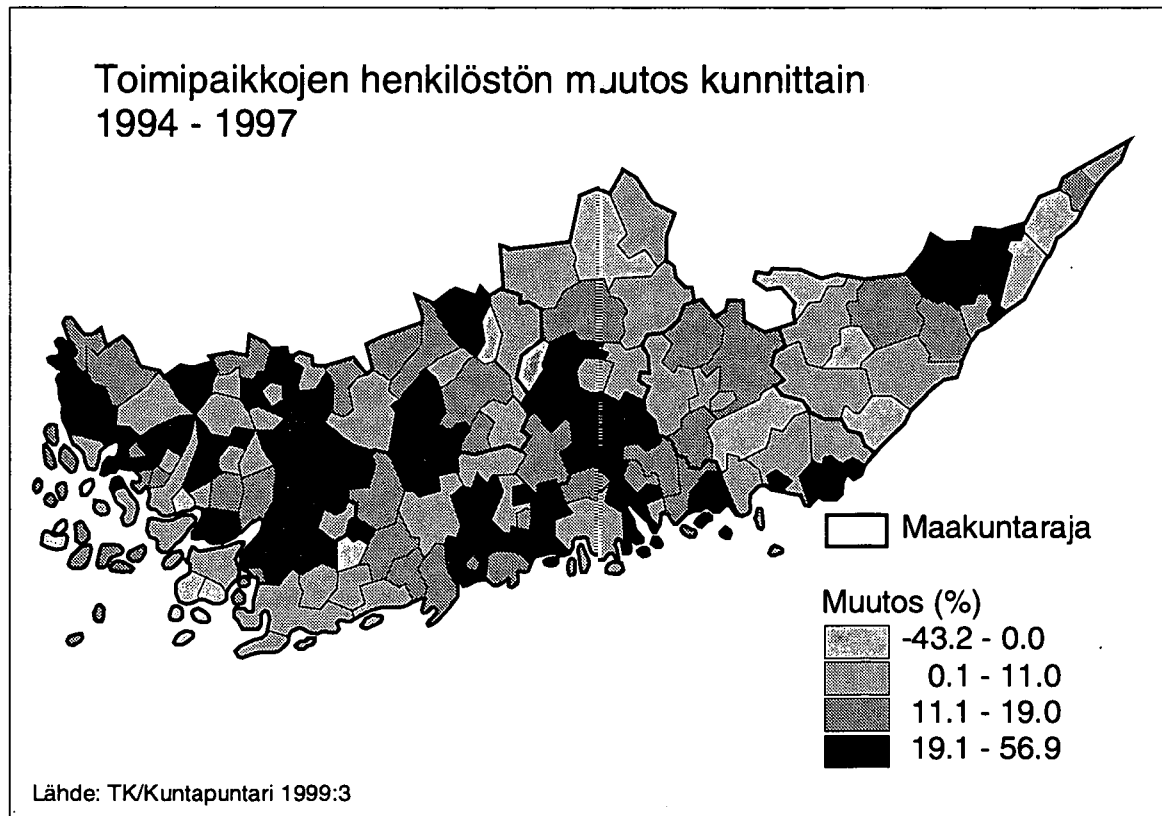 Toimipaikkojen henkilöstön muutos kunnittain
1994 - 1997
Maakuntaraja
Muutos (%)
-43.2 - 0.0
0.1 - 11.0
11.1 - 19.0
19.1 - 56.9
Lähde: TK/Kuntapuntari 1999:3